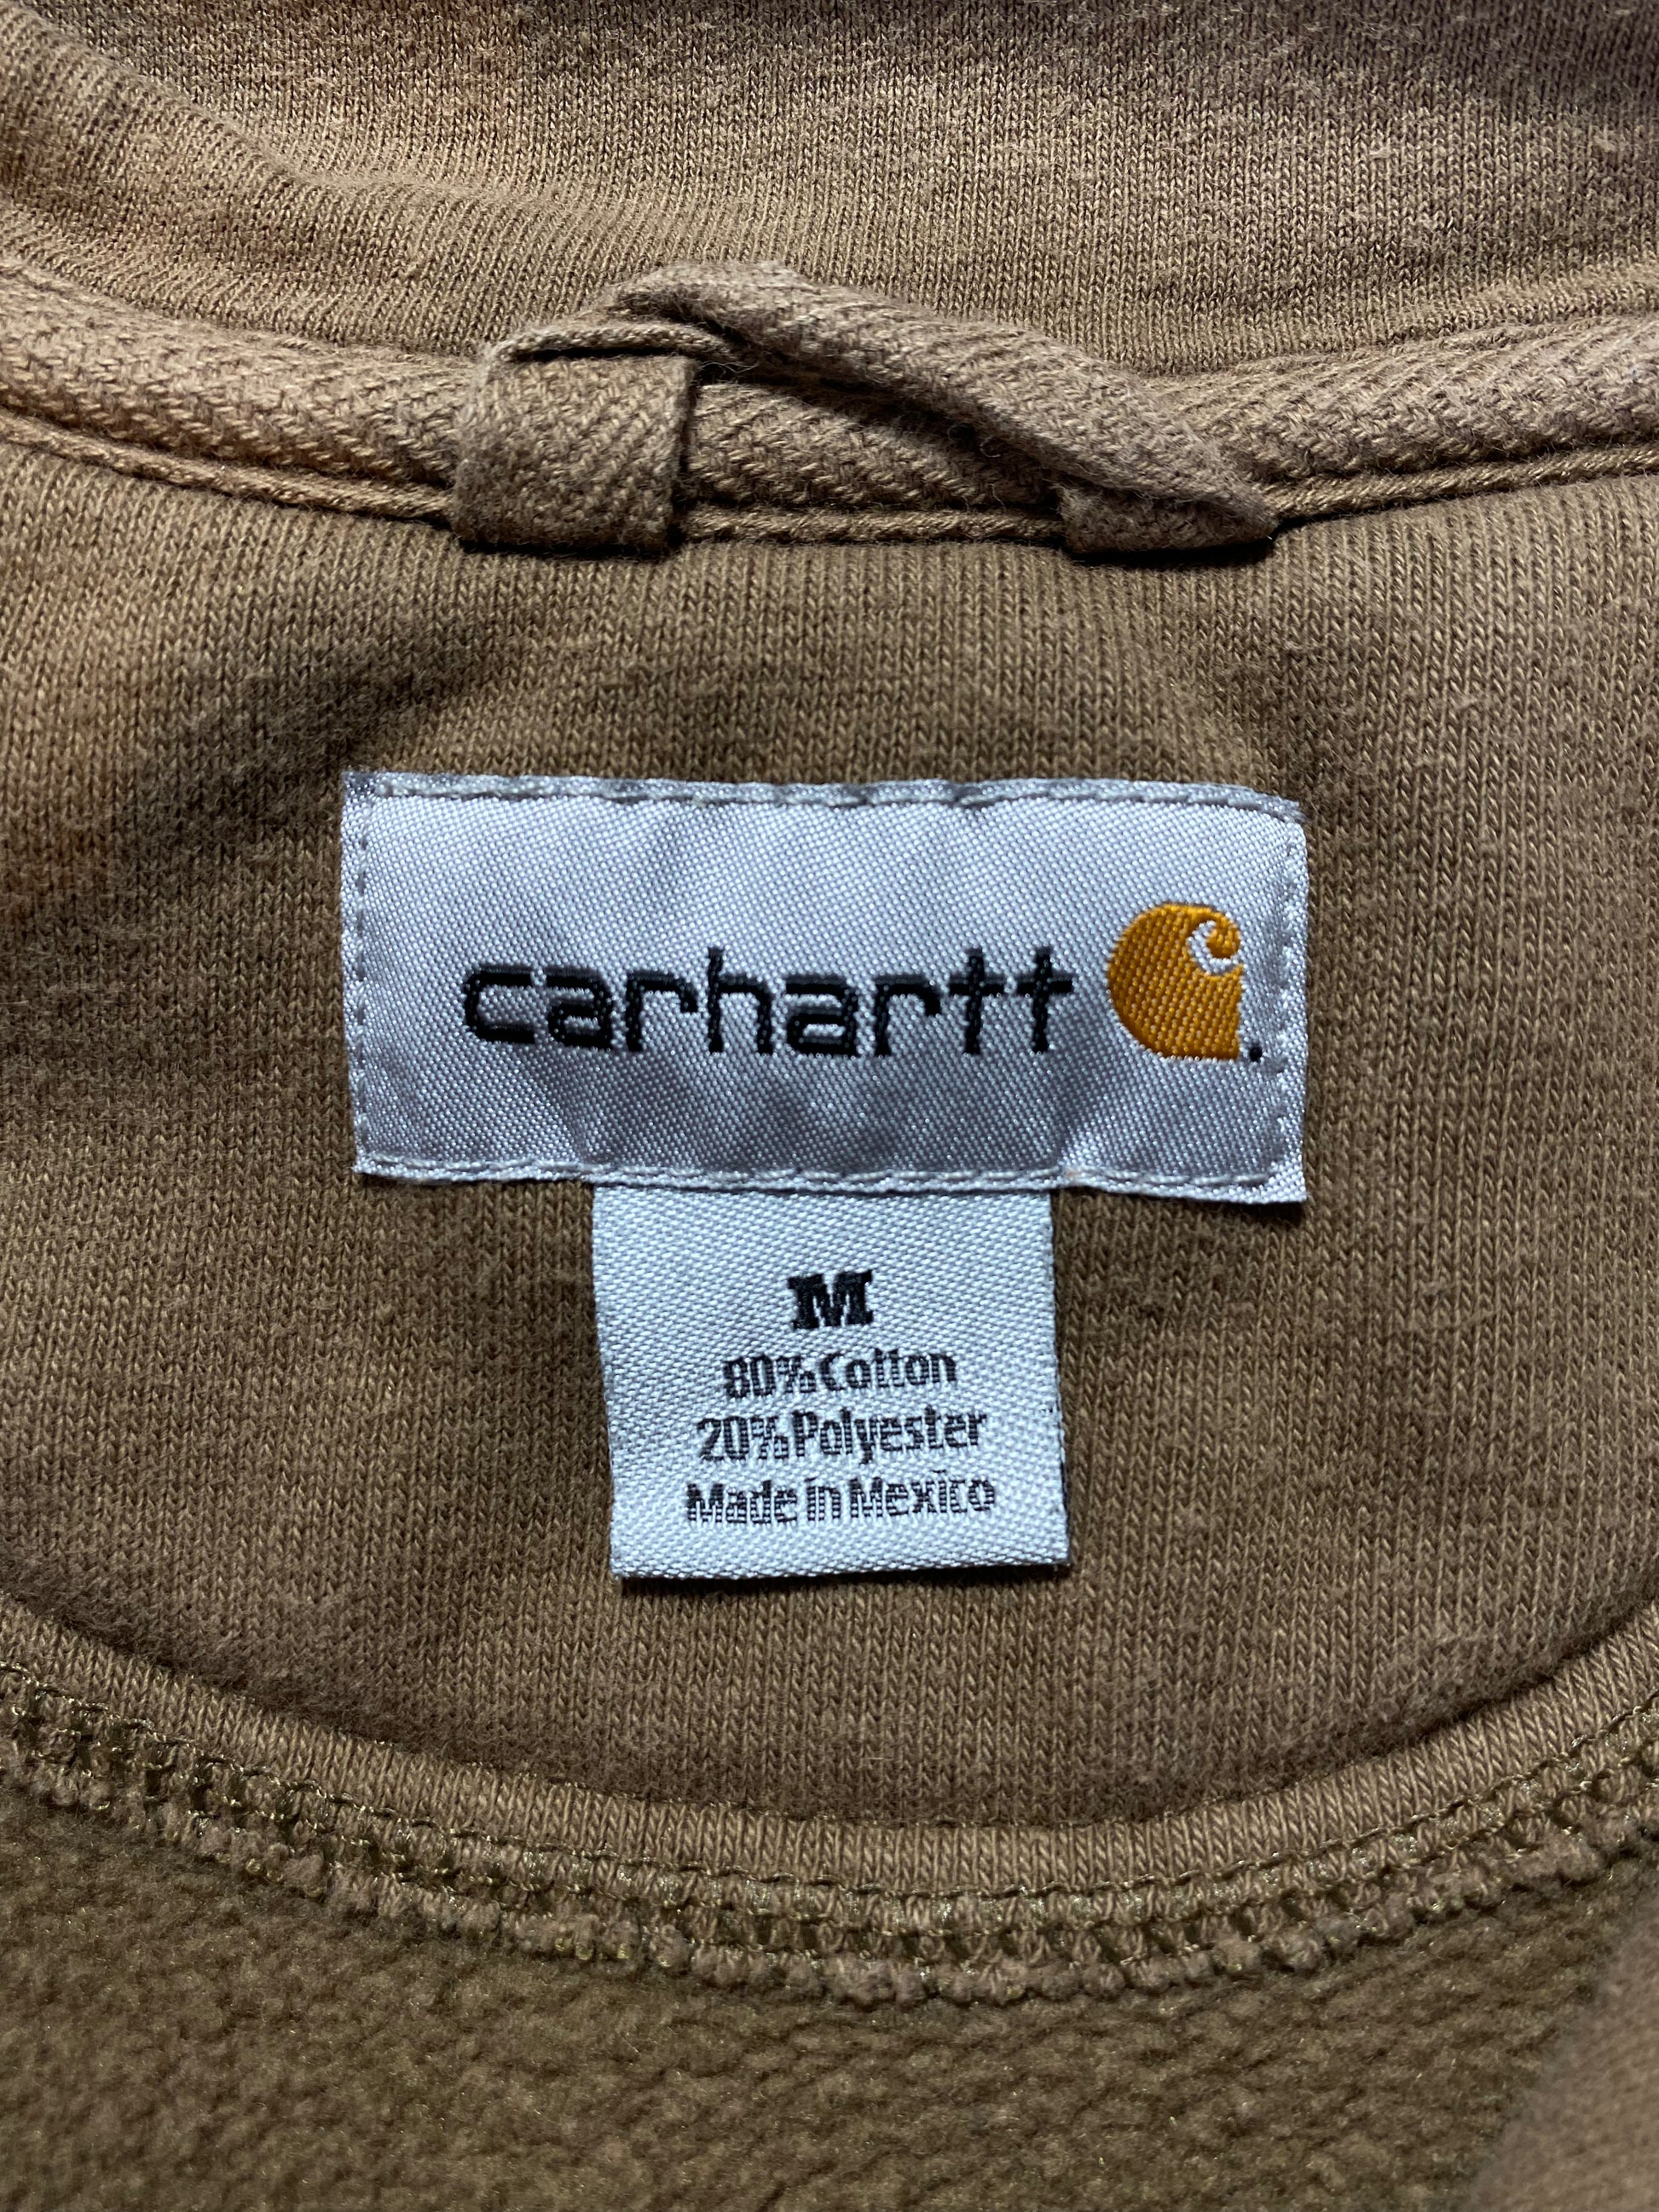 carhartt
M
80% Cotton
20% Polyester
Made in Mexico